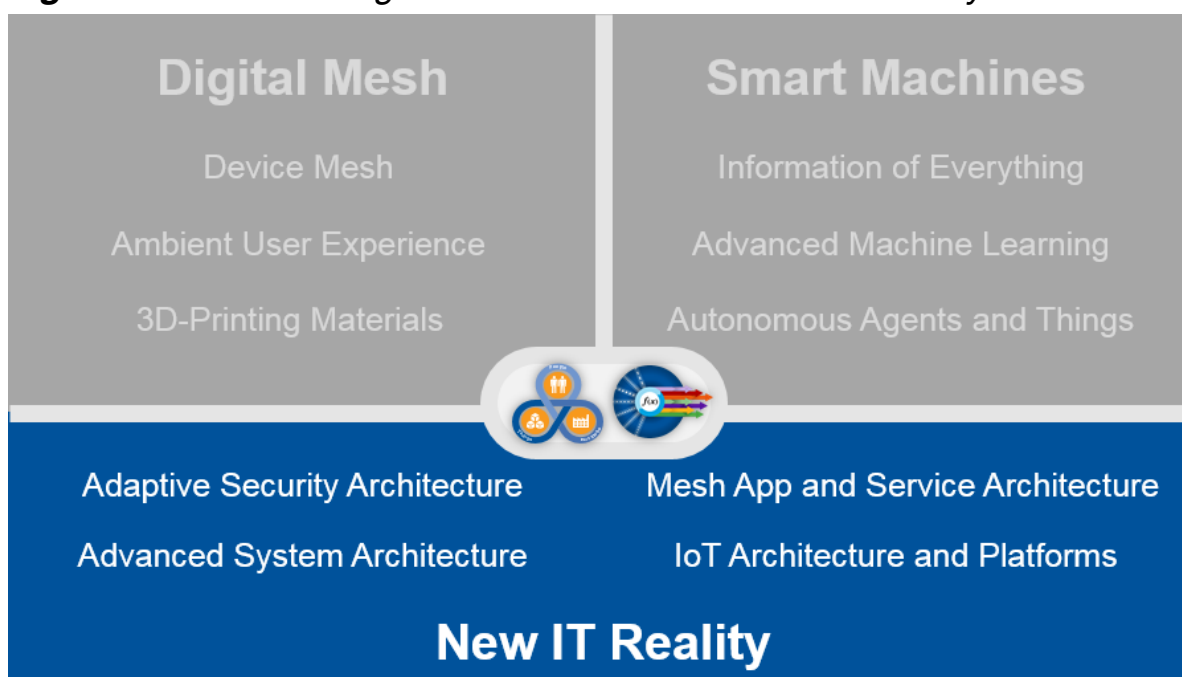 Digital Mesh
Device Mesh
Ambient User Experience
3D-Printing Materials
Smart Machines
Information of Everything
Advanced Machine Learning
Autonomous Agents and Things
Adaptive Security Architecture
Advanced System Architecture
Mesh App and Service Architecture
IoT Architecture and Platforms
New IT Reality